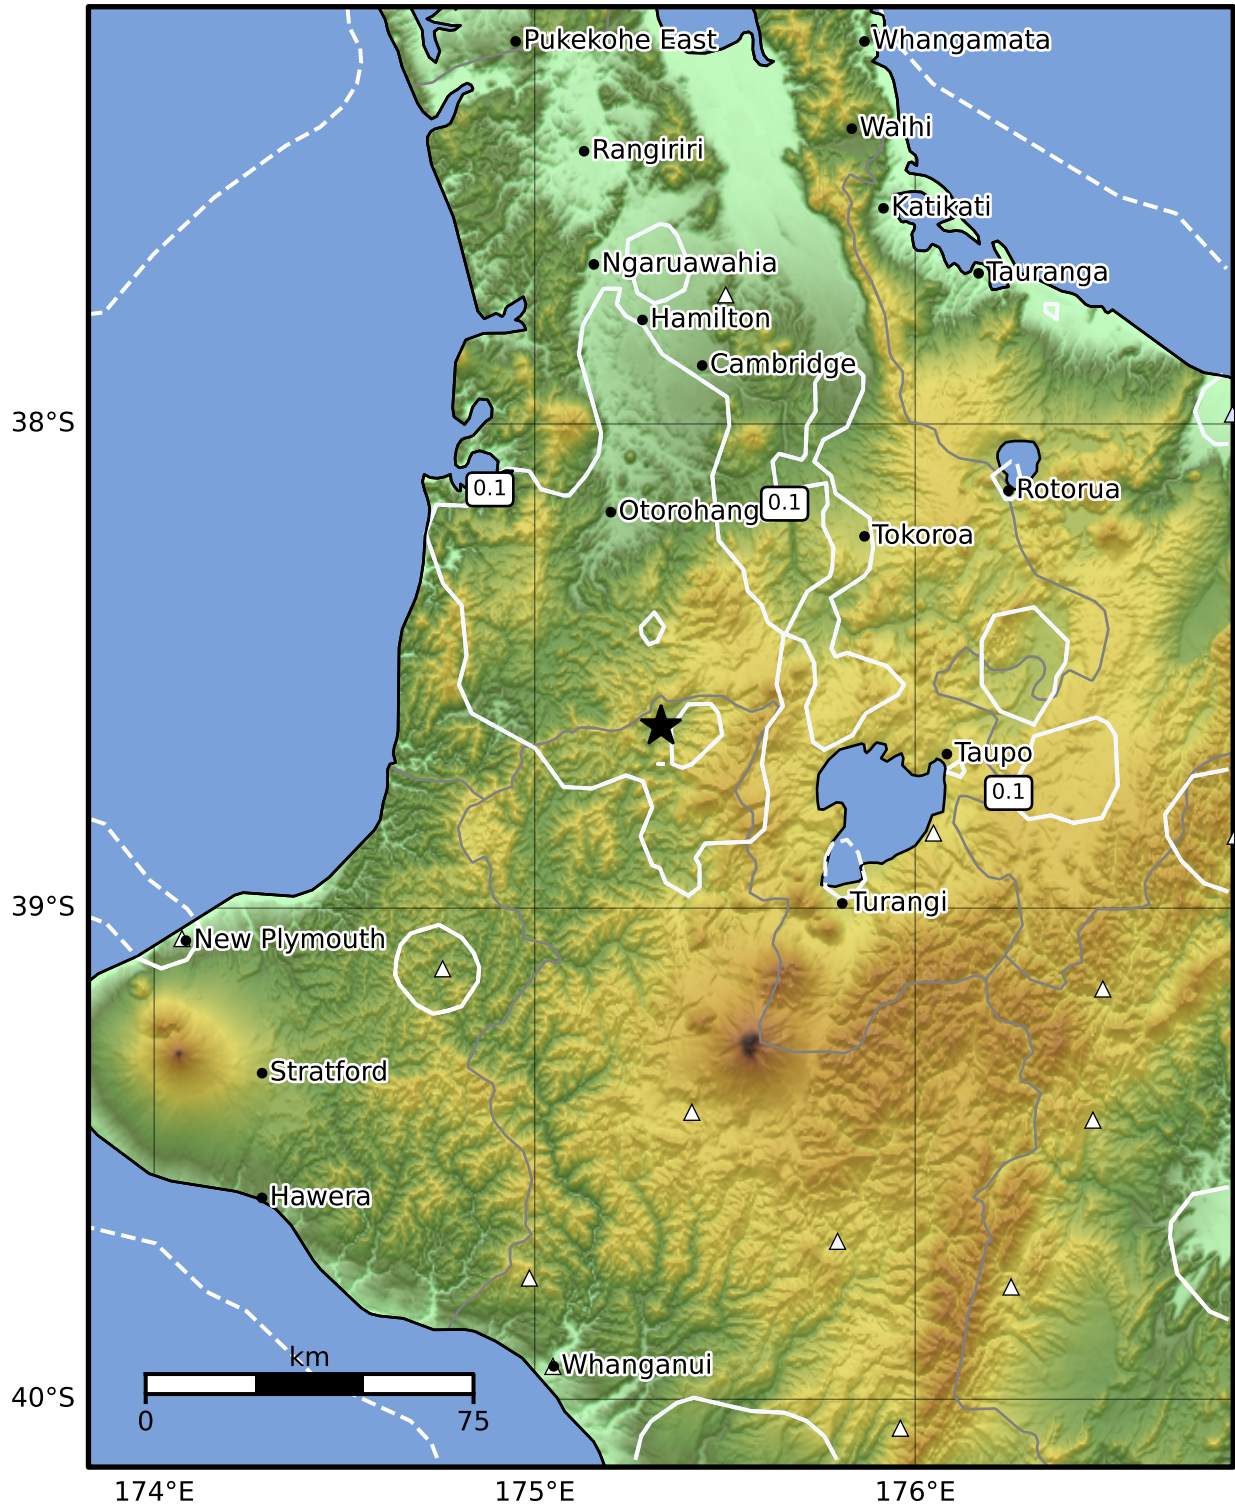 Pukekohe East
Whangamata
Waihi
Rangiriri
Katikati
Ngaruawahia
Tauranga
Hamilton
Cambridge
38°S
0.1
Rotorua
0.1
Otorohang
Tokoroa
Taupo
0.1
39°S
Turangi
New Plymouth
Stratford
Hawera
km
Whanganui
40°S
0
75
174°E
175°E
176°E